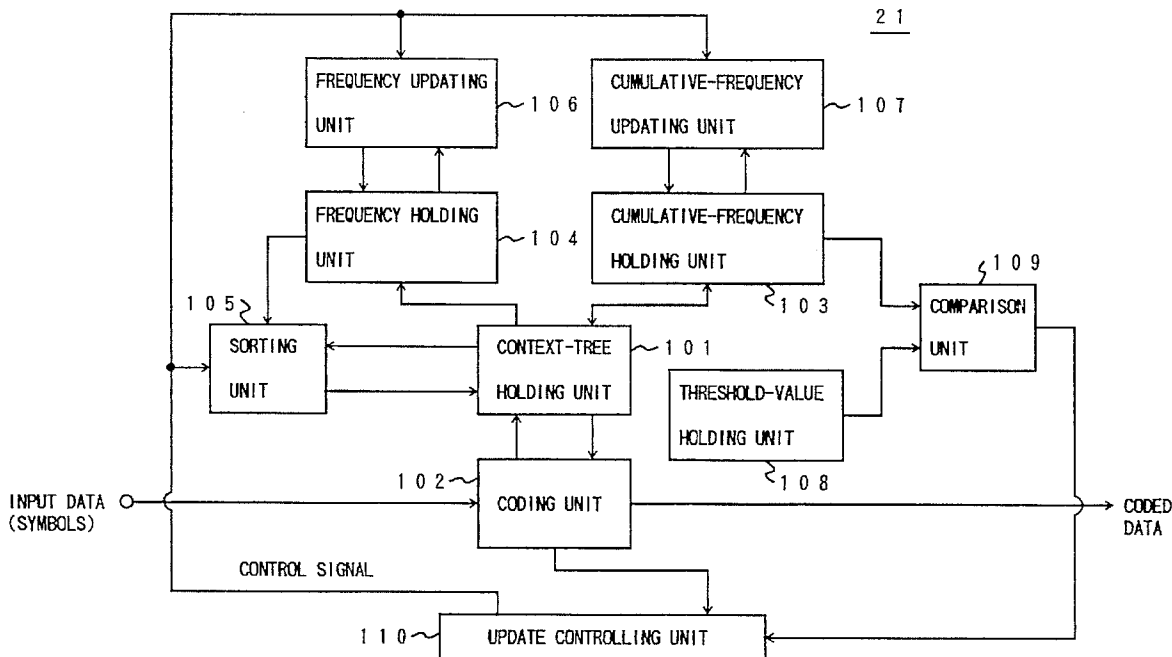 21
FREQUENCY UPDATING
UNIT
106
CUMULATIVE-FREQUENCY
UPDATING UNIT
107
FREQUENCY HOLDING
UNIT
104
CUMULATIVE-FREQUENCY
HOLDING UNIT
103
109
COMPARISON
UNIT
105
SORTING
UNIT
CONTEXT-TREE
HOLDING UNIT
101
THRESHOLD-VALUE
HOLDING UNIT
108
102
CODING UNIT
INPUT DATA
(SYMBOLS)
CODED
DATA
CONTROL SIGNAL
110
UPDATE CONTROLLING UNIT